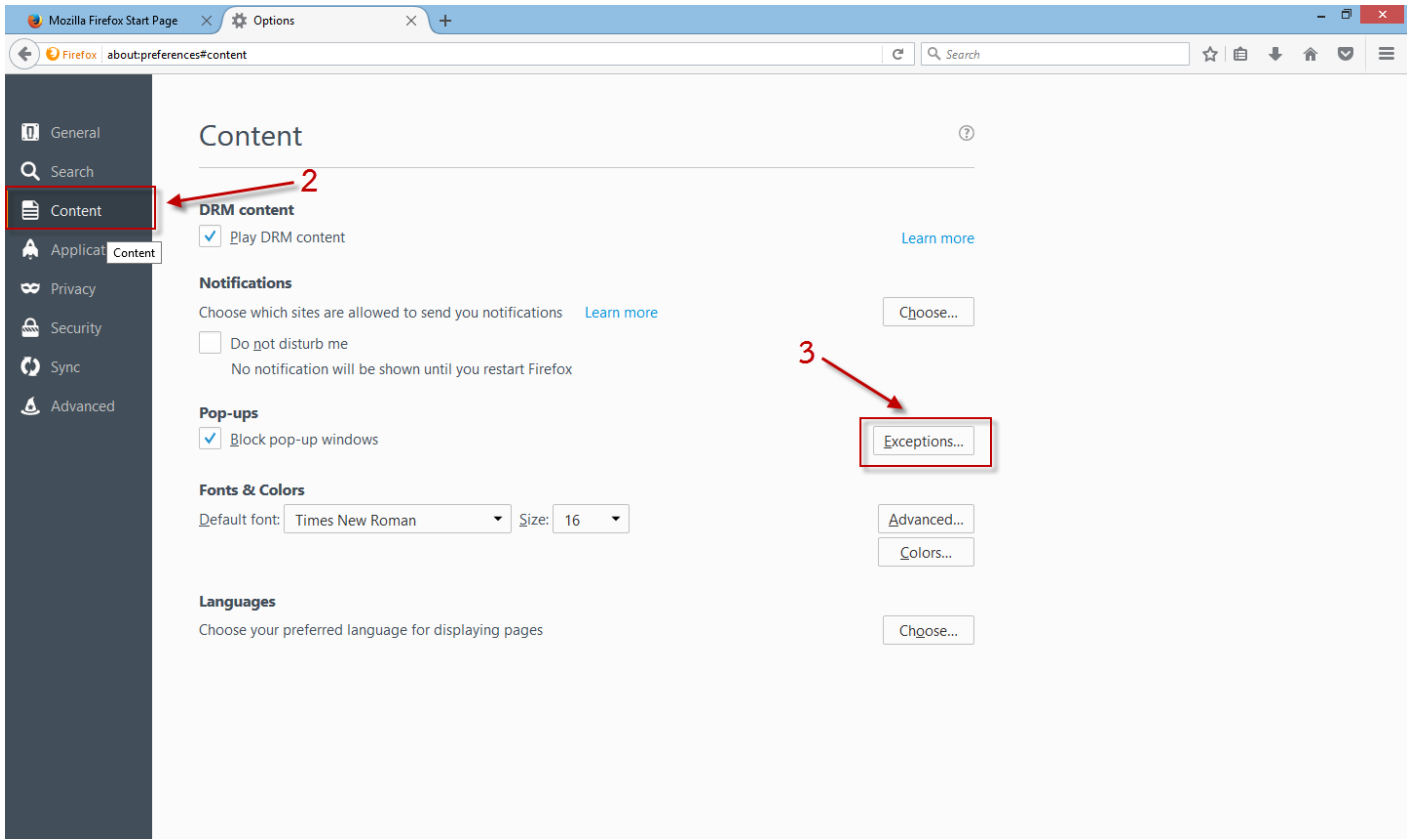 Mozilla Firefox Start Page
Options
Firefox about:preferences#content
Search
General
Search
Content
Applicat
Content
Privacy
Security
Sync
Advanced
Content
2
DRM content
Play DRM content Learn more
Notifications
Choose which sites are allowed to send you notifications Learn more Choose...
Do not disturb me
No notification will be shown until you restart Firefox
3
Pop-ups
Block pop-up windows Exceptions...
Fonts & Colors
Default font: Times New Roman Size: 16 Advanced...
Colors...
Languages
Choose your preferred language for displaying pages Choose...